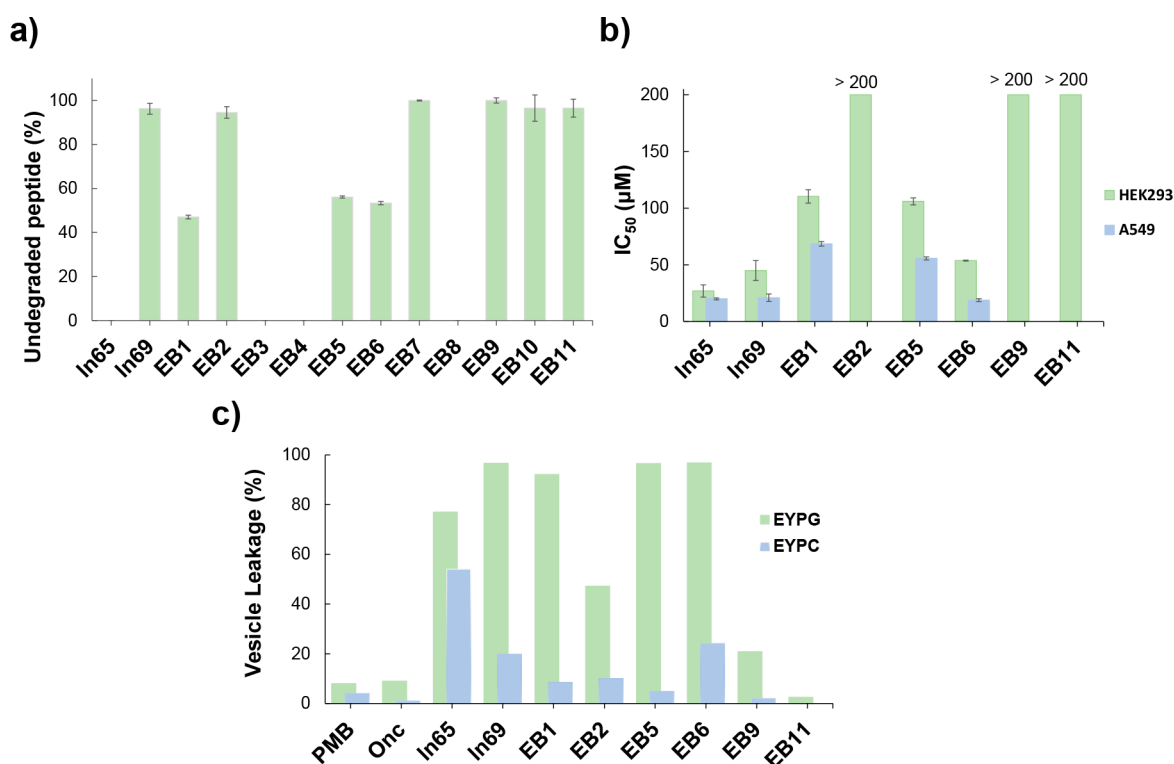 a)
Undegraded peptide (%)
100
80
60
40
20
0
In65 In69 EB1 EB2 EB3 EB4 EB5 EB6 EB7 EB8 EB9 EB10 EB11
b)
IC50 (µM)
> 200 > 200 > 200
200
150
100
50
0
HEK293
A549
In65 In69 EB1 EB2 EB5 EB6 EB9 EB11
c)
Vesicle Leakage (%)
100
80
60
40
20
0
EYPG
EYPC
PMB Onc In65 In69 EB1 EB2 EB5 EB6 EB9 EB11